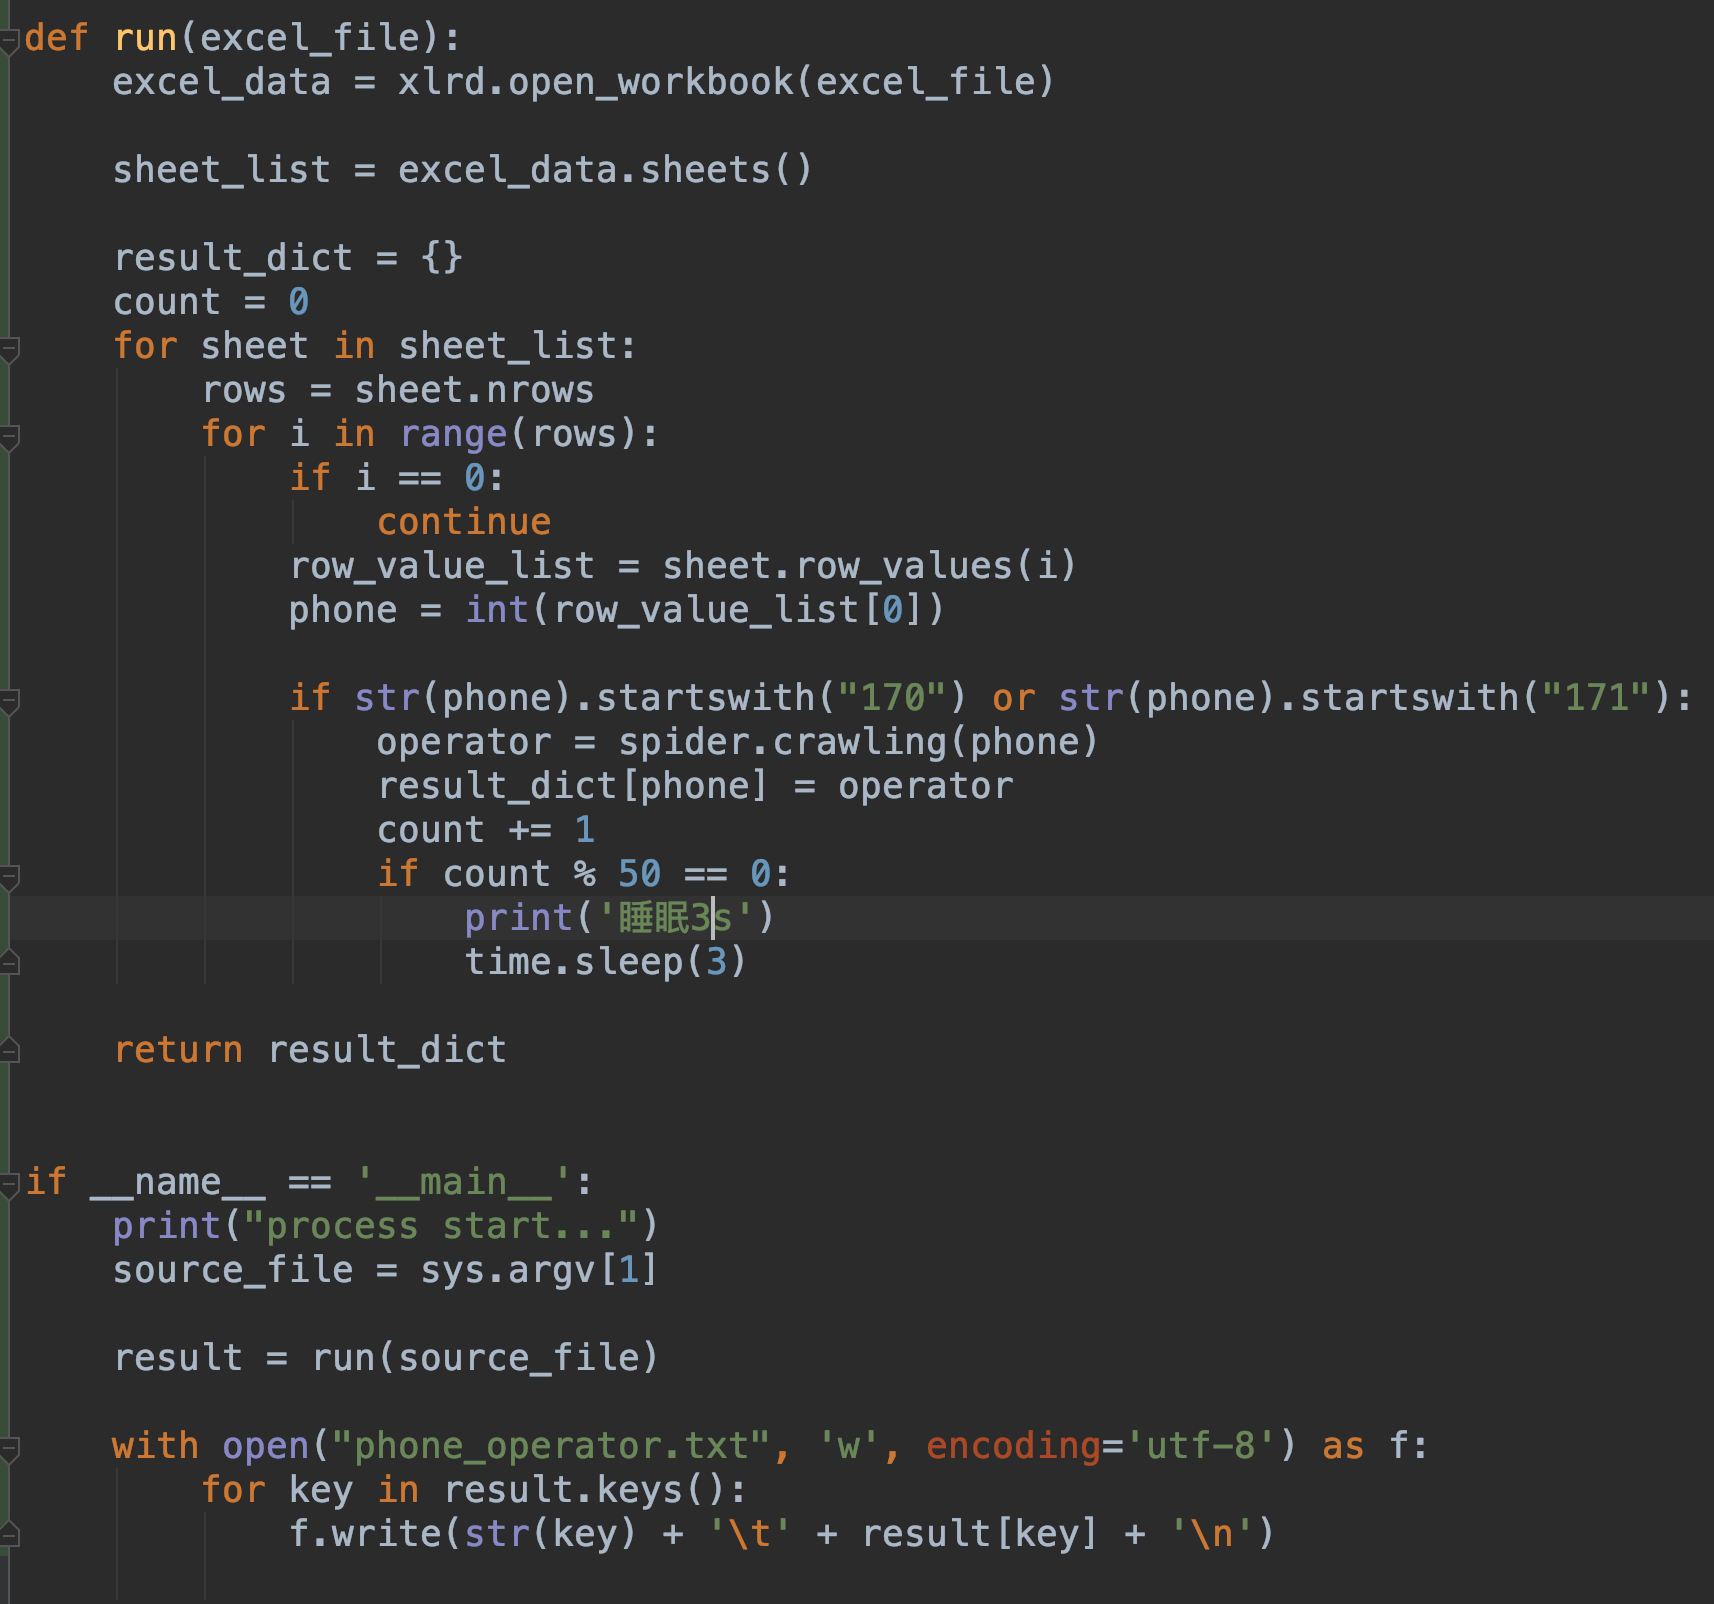 def run(excel_file):
    excel_data = xlrd.open_workbook(excel_file)
    sheet_list = excel_data.sheets()
    result_dict = {}
    count = 0
    for sheet in sheet_list:
        rows = sheet.nrows
        for i in range(rows):
            if i == 0:
                continue
            row_value_list = sheet.row_values(i)
            phone = int(row_value_list[0])
            if str(phone).startswith("170") or str(phone).startswith("171"):
                operator = spider.crawling(phone)
                result_dict[phone] = operator
                count += 1
                if count % 50 == 0:
                    print('睡眠3s')
                    time.sleep(3)
    return result_dict
if __name__ == '__main__':
    print("process start...")
    source_file = sys.argv[1]
    result = run(source_file)
    with open("phone_operator.txt", 'w', encoding='utf-8') as f:
        for key in result.keys():
            f.write(str(key) + '\t' + result[key] + '\n')